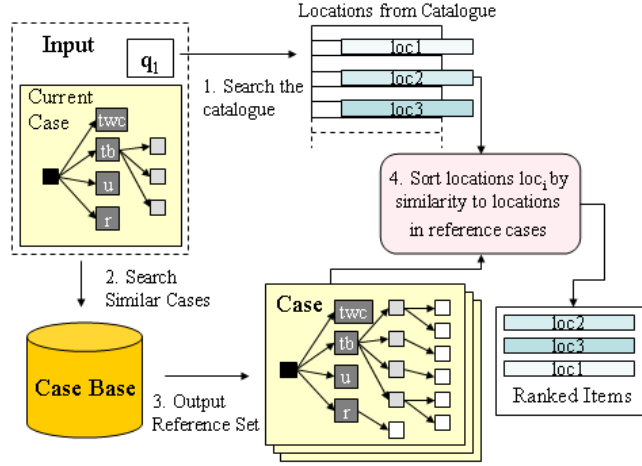 Locations from Catalogue
Input
q1
loc1
loc2
loc3
1. Search the
catalogue
Current
Case
twc
tb
u
r
4. Sort locations loci by
similarity to locations
in reference cases
2. Search
Similar Cases
Case
twc
tb
u
r
Case Base
3. Output
Reference Set
loc2
loc3
loc1
Ranked Items